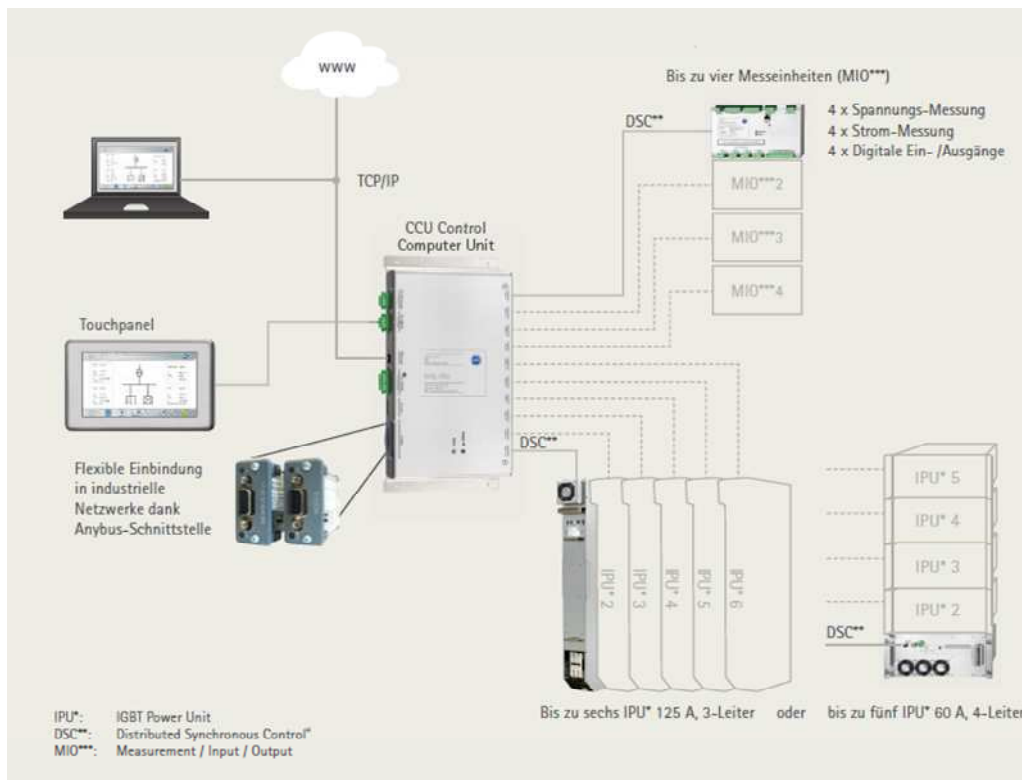 www
Bis zu vier Messeinheiten (MIO***)
4 x Spannungs-Messung
4 x Strom-Messung
4 x Digitale Ein- /Ausgänge
DSC**
TCP/IP
MIO***2
MIO***3
MIO***4
CCU Control
Computer Unit
Touchpanel
DSC**
Flexible Einbindung
in industrielle
Netzwerke dank
Anybus-Schnittstelle
IPU* 2
IPU* 3
IPU* 4
IPU* 5
IPU* 6
IPU* 5
IPU* 4
IPU* 3
IPU* 2
DSC**
Bis zu sechs IPU* 125 A, 3-Leiter oder bis zu fünf IPU* 60 A, 4-Leiter
IPU*: IGBT Power Unit
DSC**: Distributed Synchronous Control®
MIO***: Measurement / Input / Output